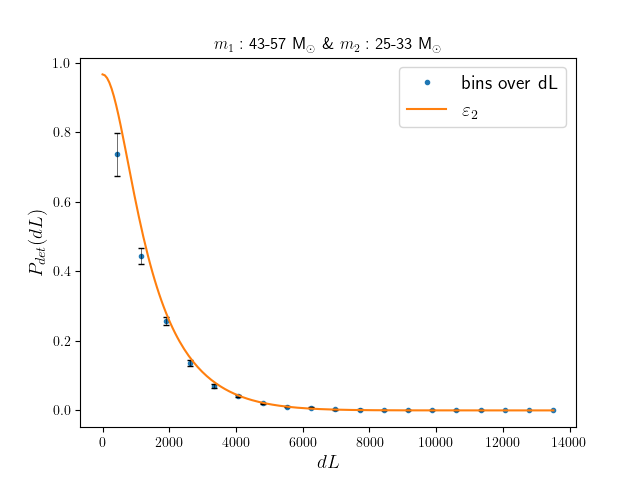 m₁ : 43-57 M⊙ & m₂ : 25-33 M⊙
bins over dL
ε₂
P_det(dL)
1.0
0.8
0.6
0.4
0.2
0.0
0 2000 4000 6000 8000 10000 12000 14000
dL